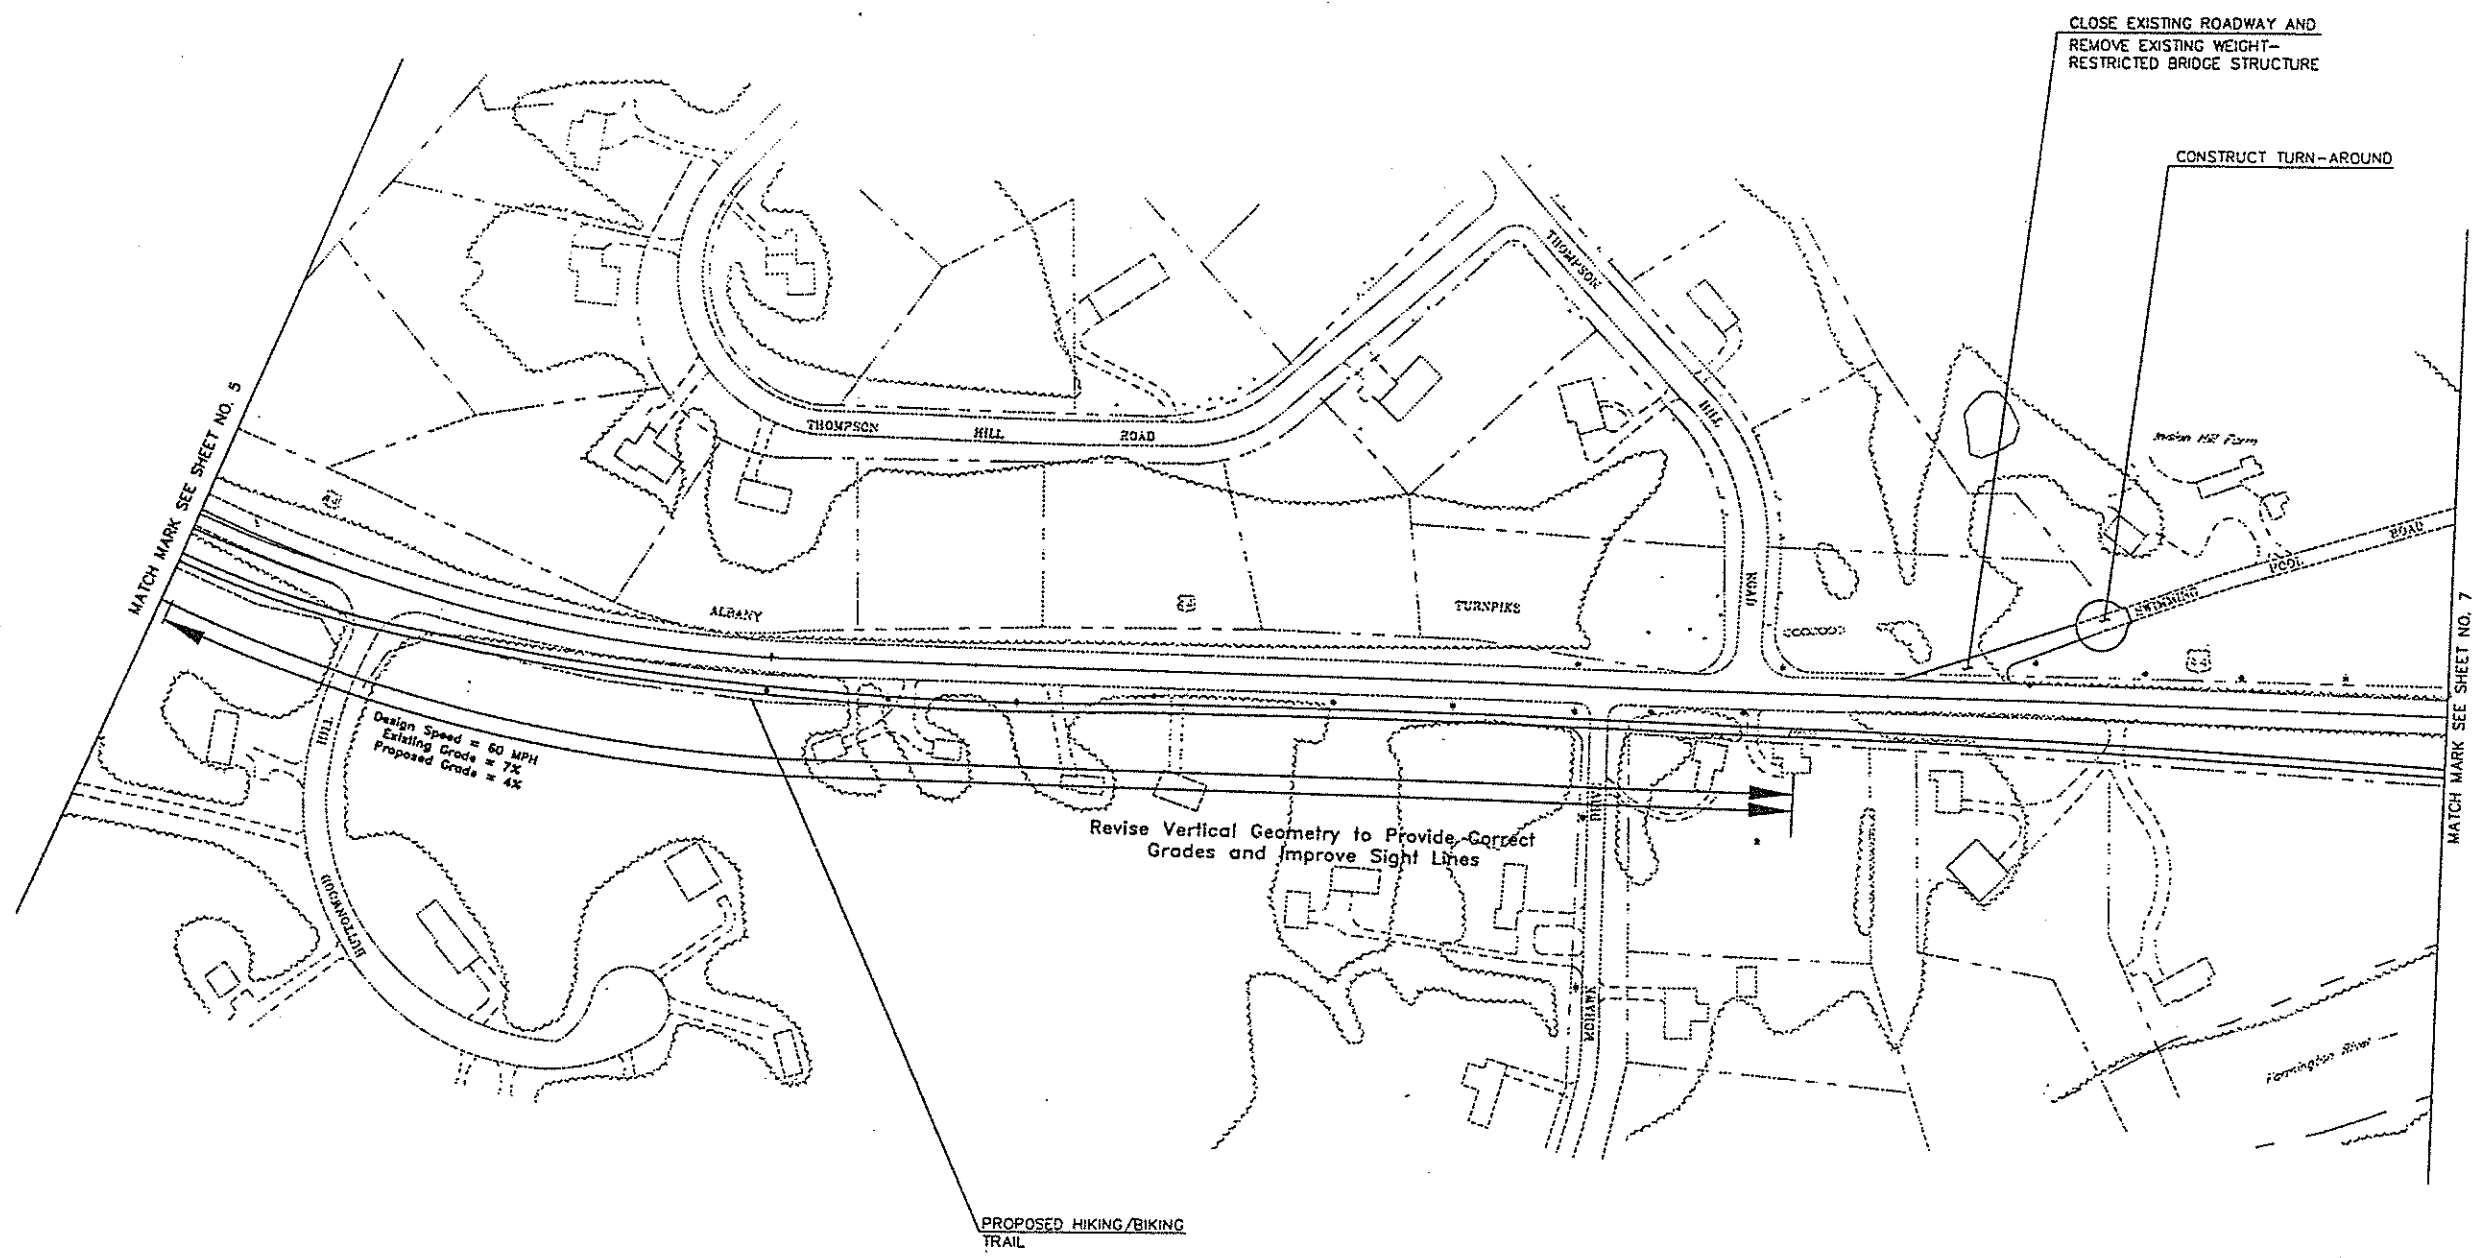 CLOSE EXISTING ROADWAY AND
REMOVE EXISTING WEIGHT-
RESTRICTED BRIDGE STRUCTURE
CONSTRUCT TURN-AROUND
THOMPSON
HILL
ROAD
THOMPSON HILL ROAD
MATCH MARK SEE SHEET NO. 5
Indian Hill Farm
SWIMMING POOL ROAD
ALBANY TURNPIKE
MATCH MARK SEE SHEET NO. 7
Design Speed = 60 MPH
Existing Grade = 7%
Proposed Grade = 4%
HILL
BUTTONWOOD
Revise Vertical Geometry to Provide Correct
Grades and Improve Sight Lines
MOHAWK
Farmington River
PROPOSED HIKING/BIKING
TRAIL